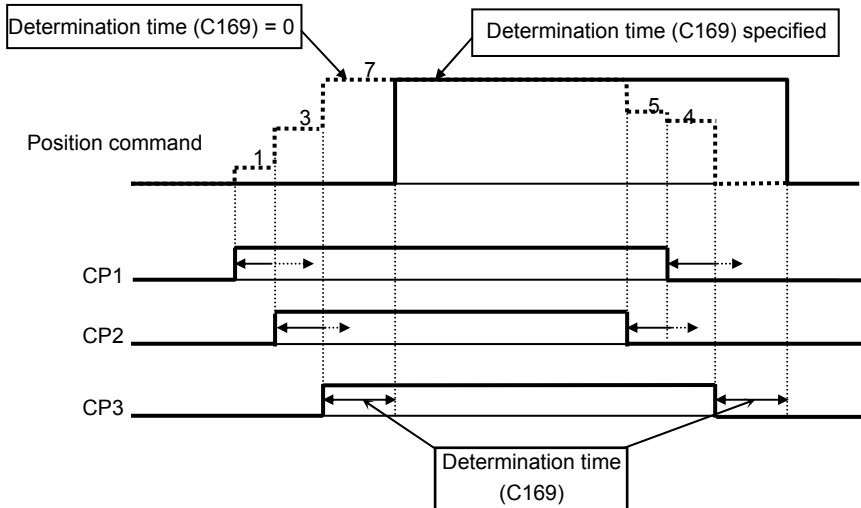 Determination time (C169) = 0
Determination time (C169) specified
7
5
4
3
1
Position command
CP1
CP2
CP3
Determination time
(C169)